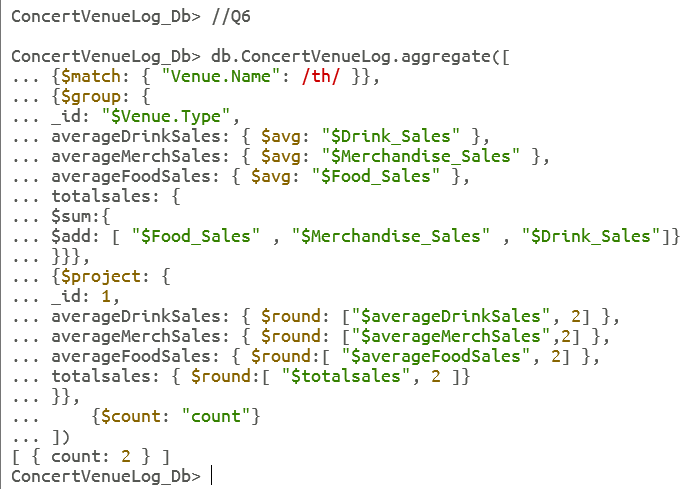 ConcertVenueLog_Db> //Q6
ConcertVenueLog_Db> db.ConcertVenueLog.aggregate([
... {$match: { "Venue.Name": /th/ }},
... {$group: {
... _id: "$Venue.Type",
... averageDrinkSales: { $avg: "$Drink_Sales" },
... averageMerchSales: { $avg: "$Merchandise_Sales" },
... averageFoodSales: { $avg: "$Food_Sales" },
... totalsales: {
... $sum:{
... $add: [ "$Food_Sales" , "$Merchandise_Sales" , "$Drink_Sales"]}
... }}},
... {$project: {
... _id: 1,
... averageDrinkSales: { $round: ["$averageDrinkSales", 2] },
... averageMerchSales: { $round: ["$averageMerchSales",2] },
... averageFoodSales: { $round:[ "$averageFoodSales", 2] },
... totalsales: { $round:[ "$totalsales", 2 ]}
... }},
...     {$count: "count"}
... ])
[ { count: 2 } ]
ConcertVenueLog_Db>